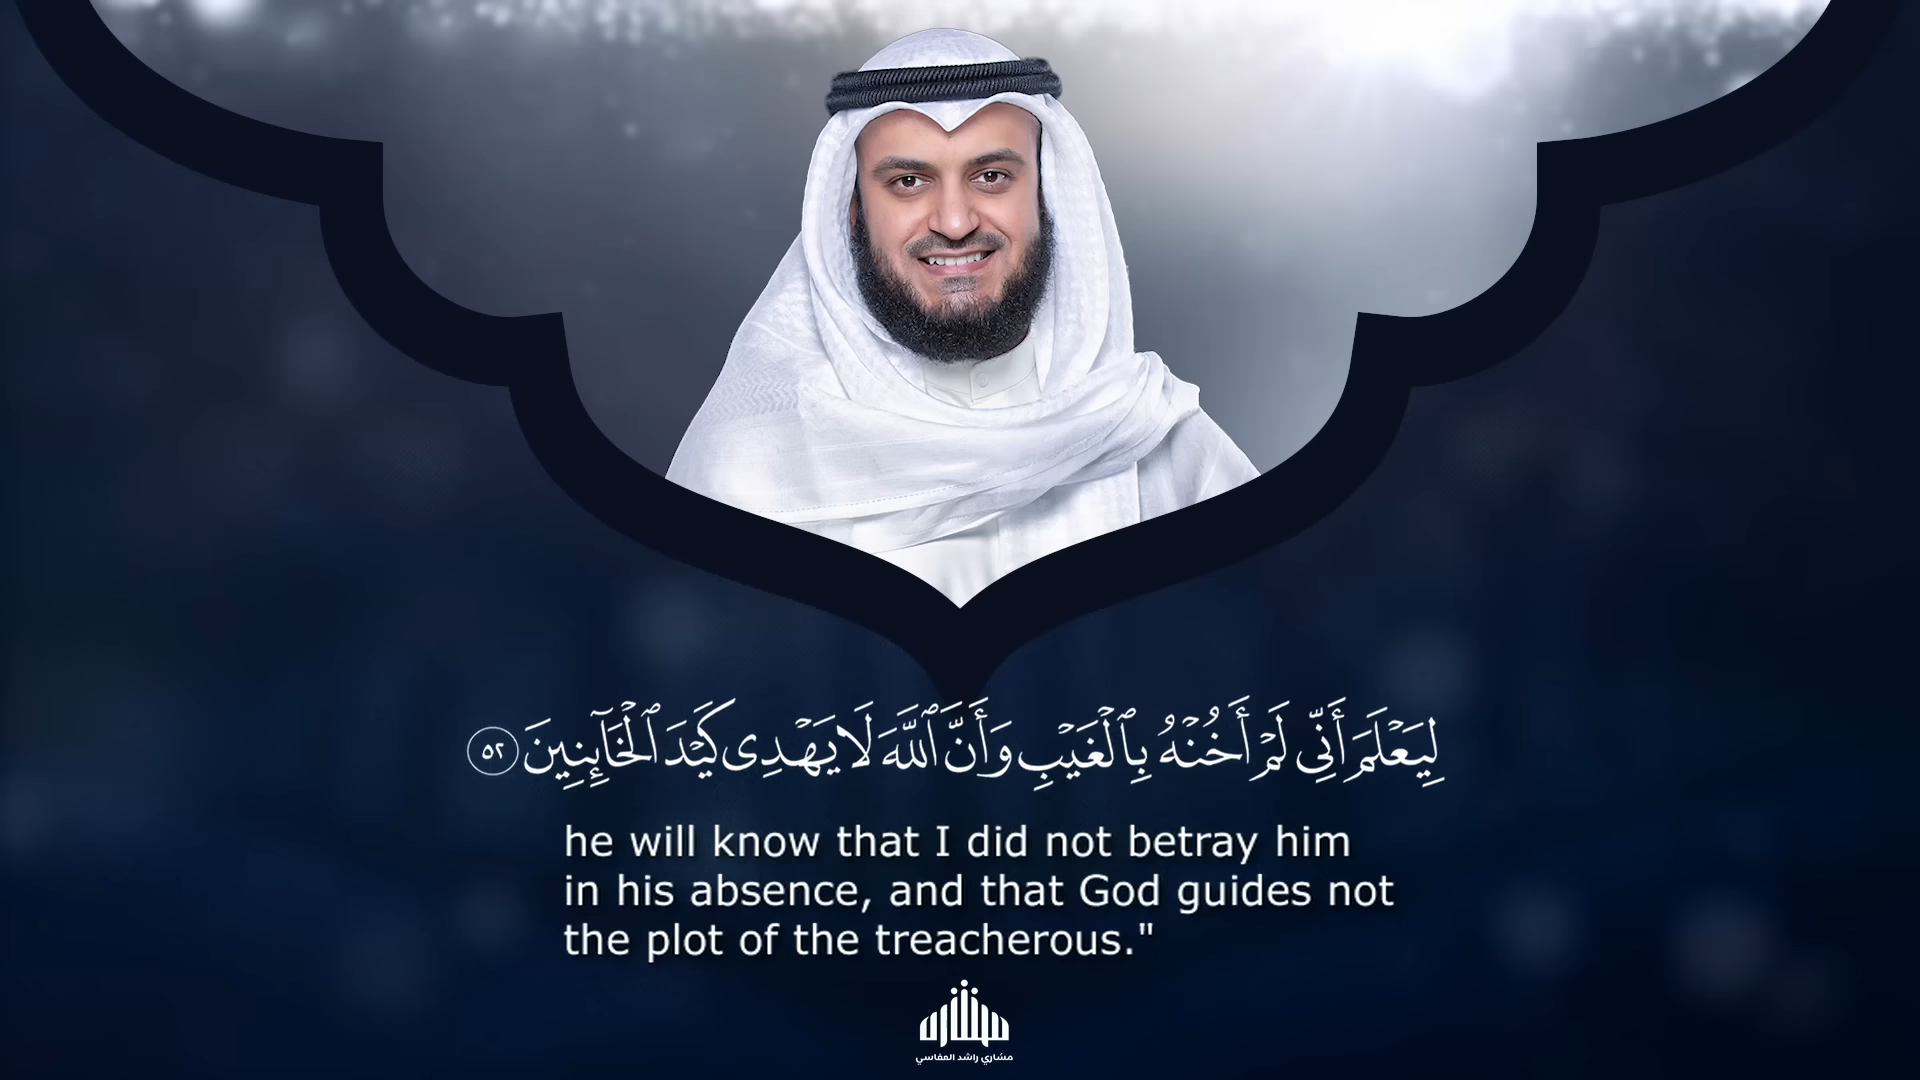 لِيَعْلَمَ أَنِّى لَمْ أَخُنْهُ بِٱلْغَيْبِ وَأَنَّ ٱللَّهَ لَا يَهْدِى كَيْدَ ٱلْخَآئِنِينَ ٥٢
he will know that I did not betray him
in his absence, and that God guides not
the plot of the treacherous."
مشاري
مشاري راشد العفاسي